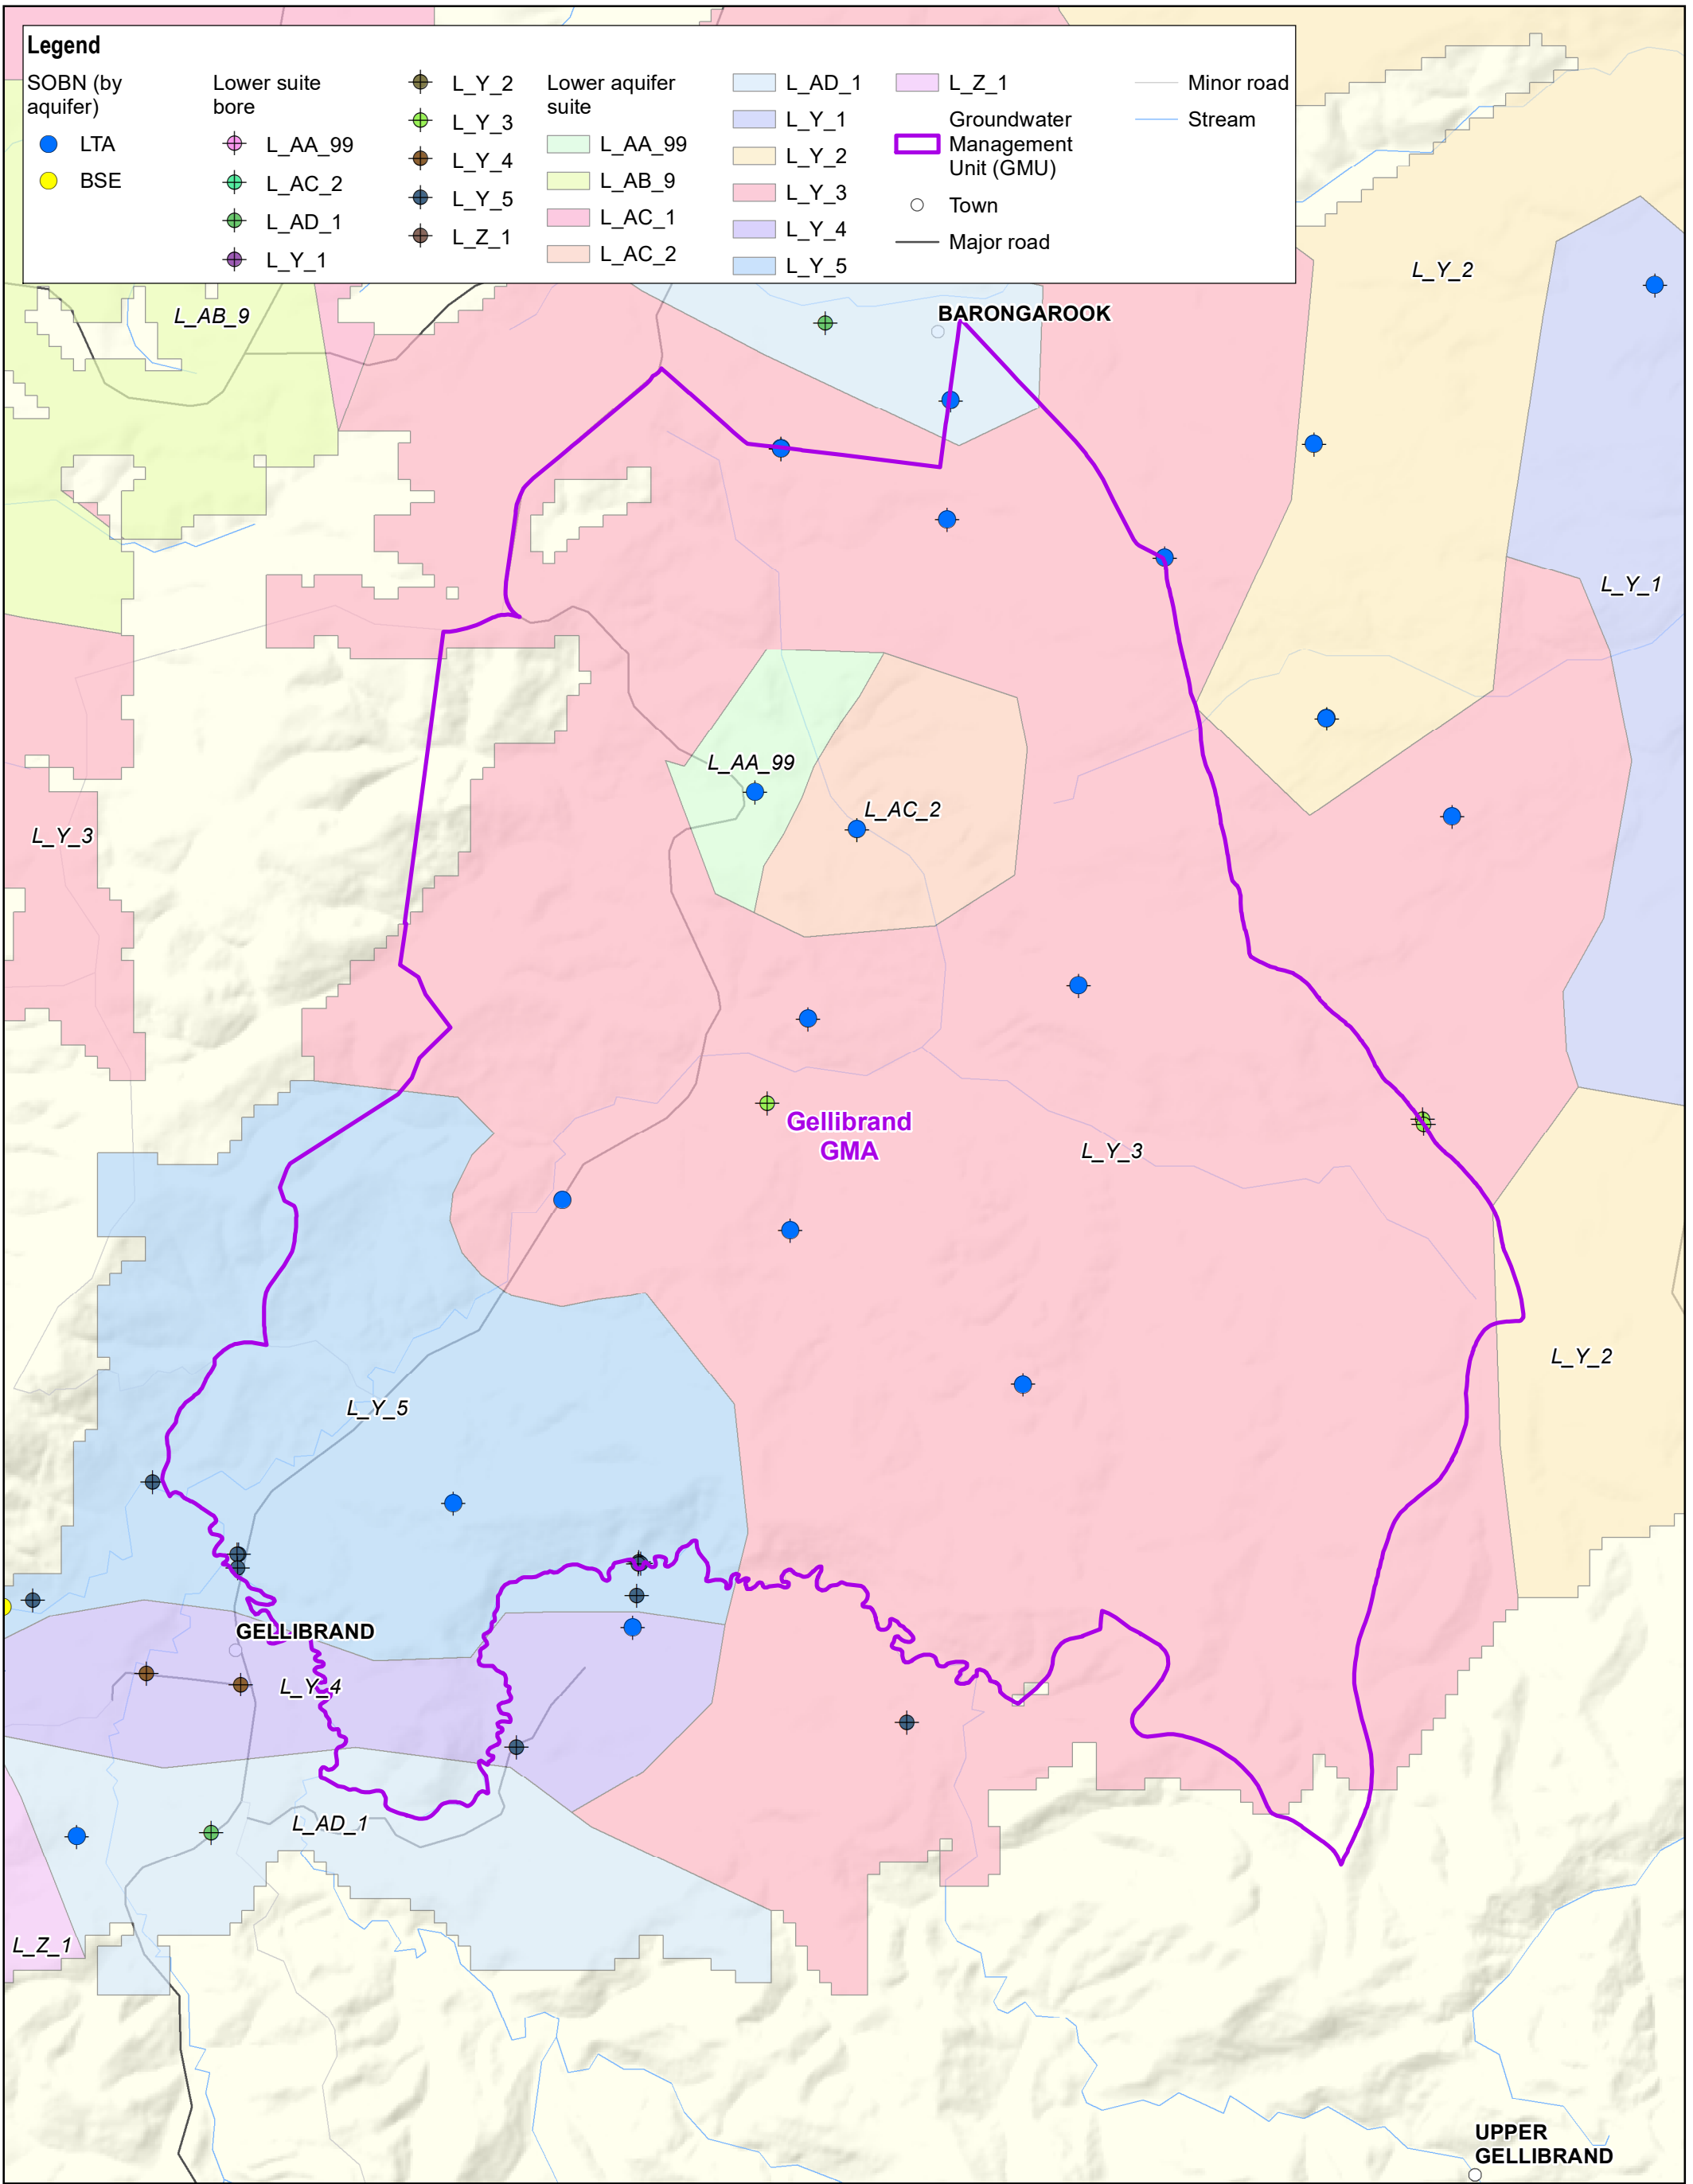 Legend
SOBN (by
aquifer)
LTA
BSE
Lower suite
bore
L_AA_99
L_AC_2
L_AD_1
L_Y_1
L_Y_2
L_Y_3
L_Y_4
L_Y_5
L_Z_1
Lower aquifer
suite
L_AA_99
L_AB_9
L_AC_1
L_AC_2
L_AD_1
L_Y_1
L_Y_2
L_Y_3
L_Y_4
L_Y_5
L_Z_1
Groundwater
Management
Unit (GMU)
Town
Major road
Minor road
Stream
L_Y_2
L_AB_9
BARONGAROOK
L_Y_1
L_AA_99
L_AC_2
L_Y_3
Gellibrand
GMA
L_Y_3
L_Y_2
L_Y_5
GELLIBRAND
L_Y_4
L_AD_1
L_Z_1
UPPER
GELLIBRAND